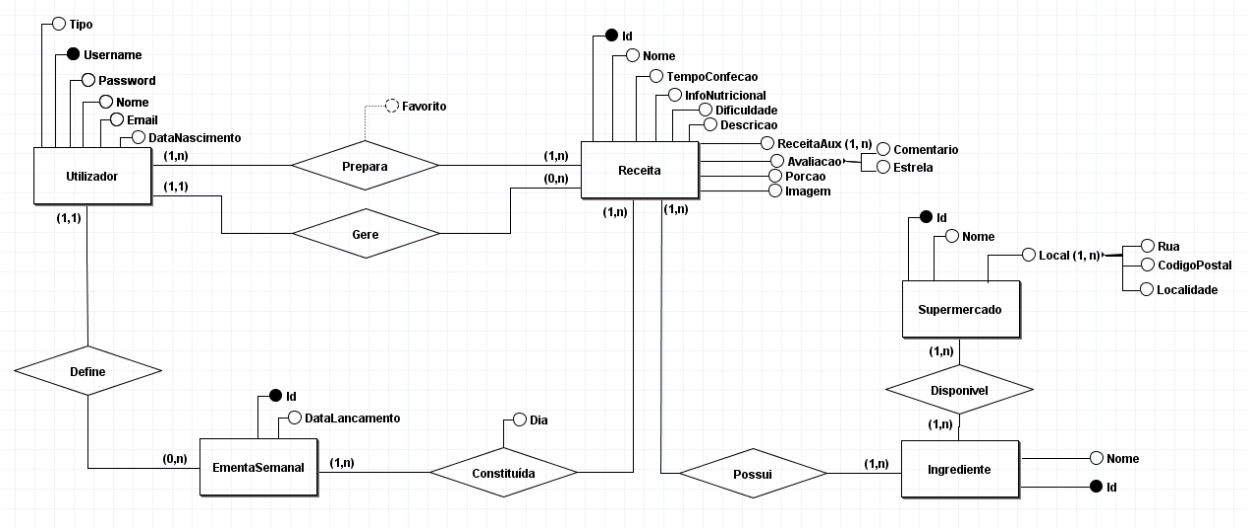 Tipo
Username
Password
Nome
Email
DataNascimento
Utilizador
(1,n)
(1,1)
(1,1)
Favorito
Prepara
Gere
(1,n)
(0,n)
Id
Nome
TempoConfecao
InfoNutricional
Dificuldade
Descricao
ReceitaAux (1, n)
Avaliacao
Comentario
Estrela
Porcao
Imagem
Receita
(1,n)
(1,n)
Id
Nome
Local (1, n)
Rua
CodigoPostal
Localidade
Supermercado
(1,n)
Disponivel
(1,n)
Define
(0,n)
Id
DataLancamento
EmentaSemanal
(1,n)
Dia
Constituída
Possui
(1,n)
Ingrediente
Nome
Id